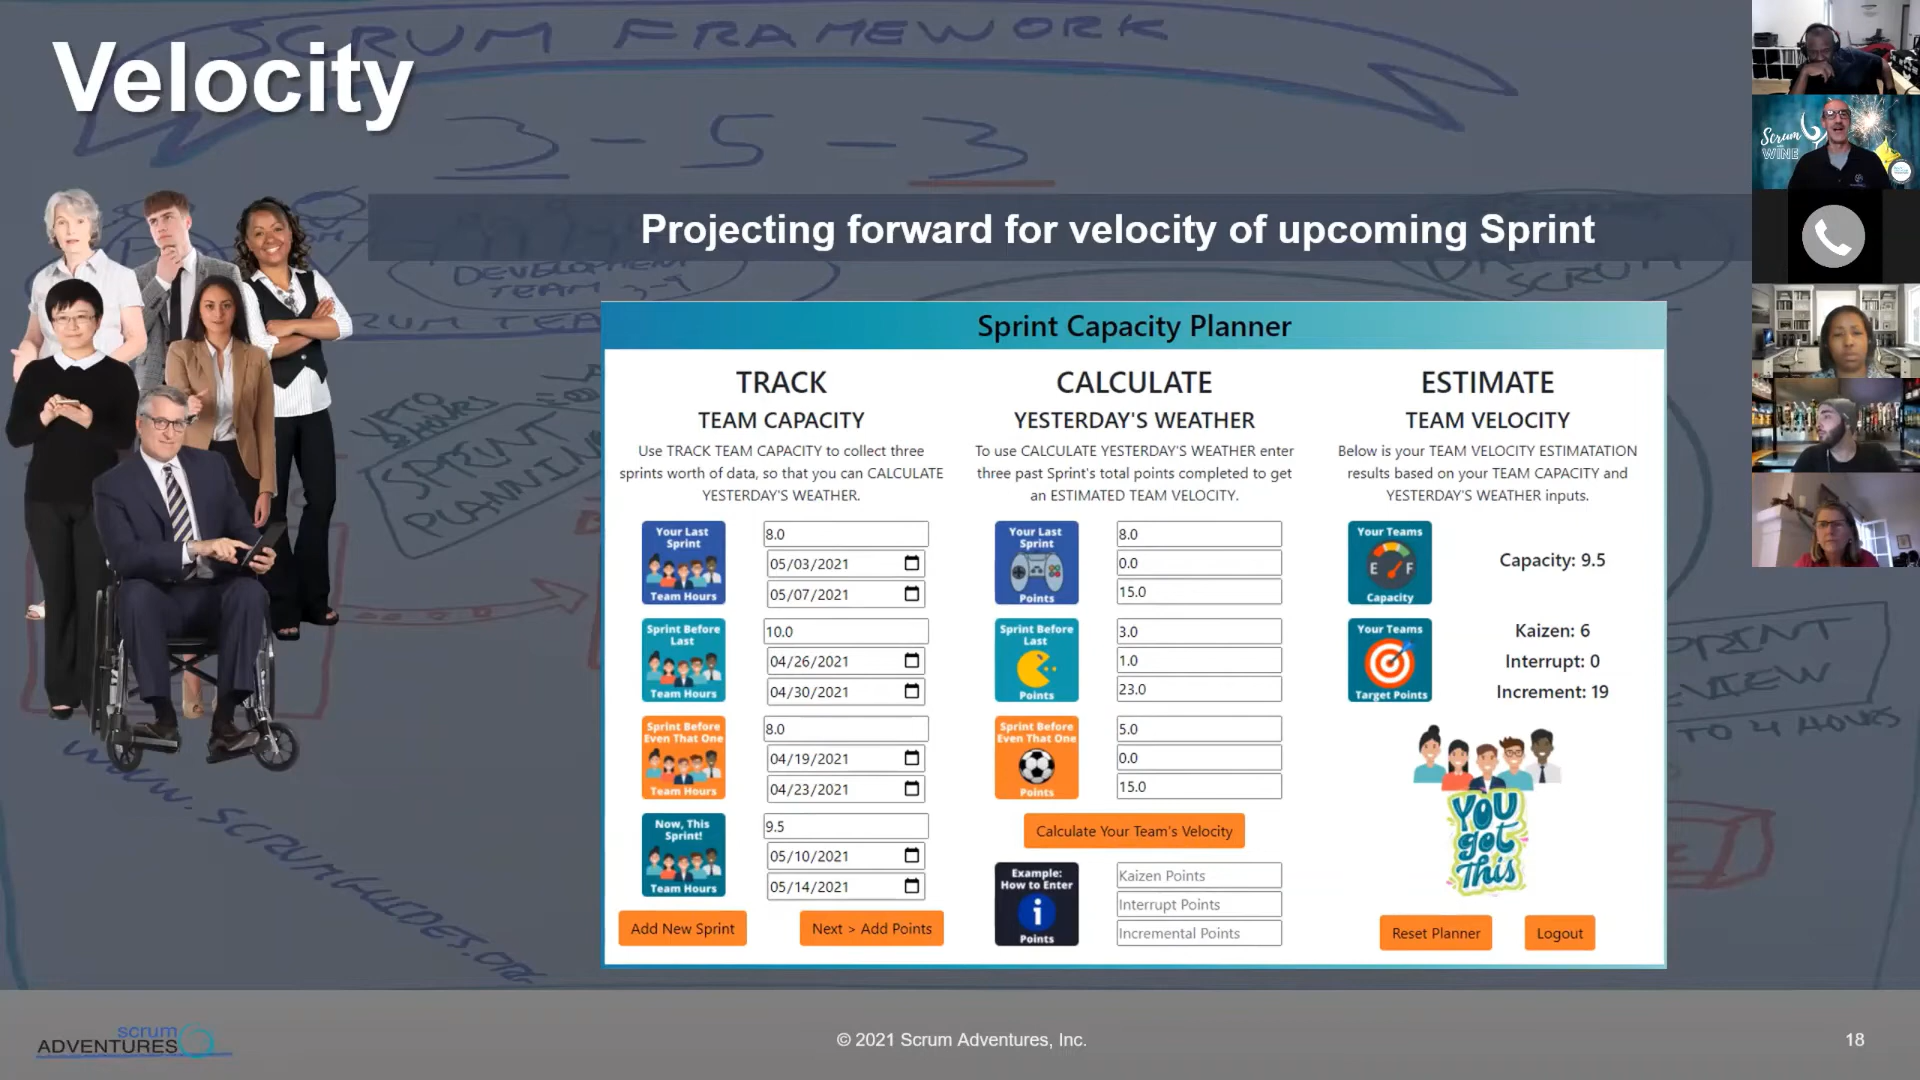 SCRUM FRAMEWORK
Velocity
3 - 5 - 3
Projecting forward for velocity of upcoming Sprint
DEVELOPMENT
TEAM 3-9
SCRUM
SPRINT
PLANNING
Sprint Capacity Planner
TRACK
TEAM CAPACITY
Use TRACK TEAM CAPACITY to collect three
sprints worth of data, so that you can CALCULATE
YESTERDAY'S WEATHER.
Your Last
Sprint
Team Hours
8.0
05/03/2021
05/07/2021
Sprint Before
Last
Team Hours
10.0
04/26/2021
04/30/2021
Sprint Before
Even That One
Team Hours
8.0
04/19/2021
04/23/2021
Now, This
Sprint!
Team Hours
9.5
05/10/2021
05/14/2021
Add New Sprint
Next > Add Points
CALCULATE
YESTERDAY'S WEATHER
To use CALCULATE YESTERDAY'S WEATHER enter
three past Sprint's total points completed to get
an ESTIMATED TEAM VELOCITY.
Your Last
Sprint
Points
8.0
0.0
15.0
Sprint Before
Last
Points
3.0
1.0
23.0
Sprint Before
Even That One
Points
5.0
0.0
15.0
Calculate Your Team's Velocity
Example:
How to Enter
i
Points
Kaizen Points
Interrupt Points
Incremental Points
ESTIMATE
TEAM VELOCITY
Below is your TEAM VELOCITY ESTIMATATION
results based on your TEAM CAPACITY and
YESTERDAY'S WEATHER inputs.
Your Teams
E F
Capacity
Capacity: 9.5
Your Teams
Target Points
Kaizen: 6
Interrupt: 0
Increment: 19
YOU
got
This
Reset Planner
Logout
TO 4 HOURS
WWW.SCRUMGUIDES.ORG
scrum
ADVENTURES
© 2021 Scrum Adventures, Inc.
18
Scrum
WINE